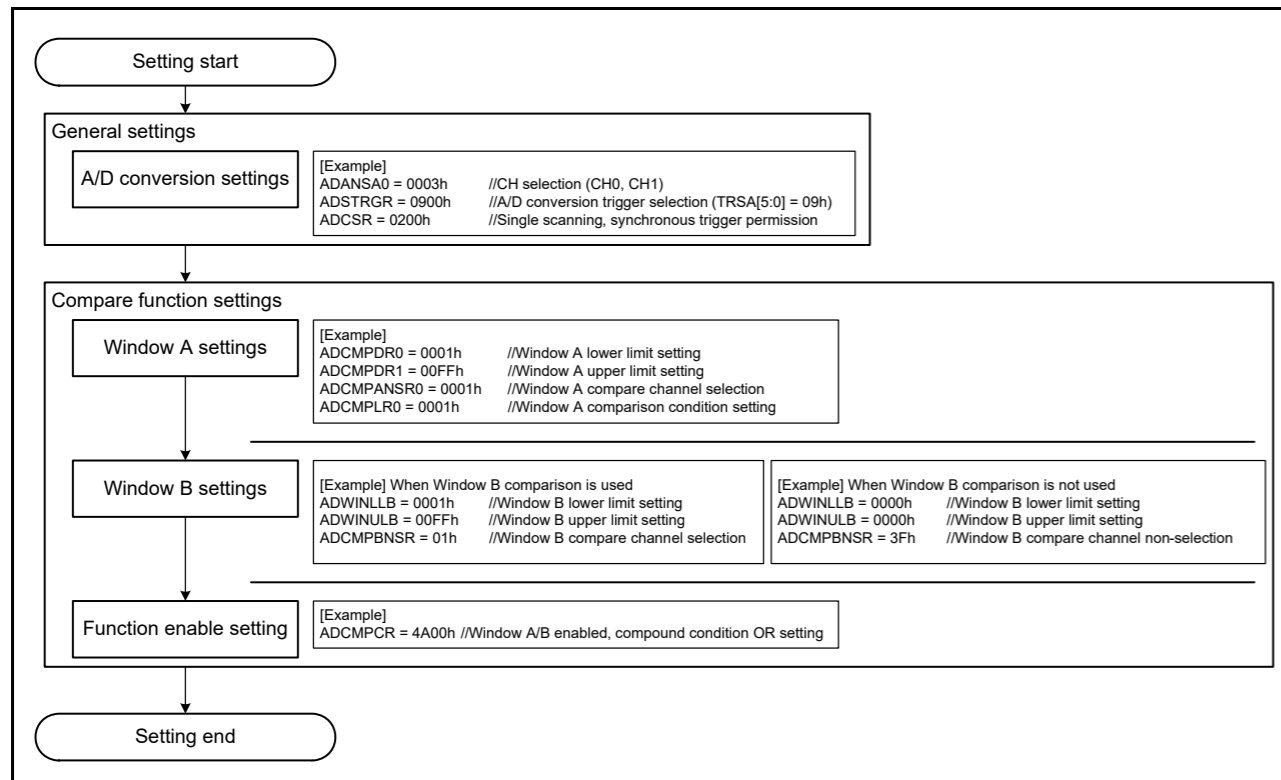 Setting start
General settings
A/D conversion settings
[Example]
ADANSA0 = 0003h //CH selection (CH0, CH1)
ADSTRGR = 0900h //A/D conversion trigger selection (TRSA[5:0] = 09h)
ADCSR = 0200h //Single scanning, synchronous trigger permission
Compare function settings
Window A settings
[Example]
ADCMPDR0 = 0001h //Window A lower limit setting
ADCMPDR1 = 00FFh //Window A upper limit setting
ADCMPANSR0 = 0001h //Window A compare channel selection
ADCMPLR0 = 0001h //Window A comparison condition setting
Window B settings
[Example] When Window B comparison is used
ADWINLLB = 0001h //Window B lower limit setting
ADWINULB = 00FFh //Window B upper limit setting
ADCMPBNSR = 01h //Window B compare channel selection
[Example] When Window B comparison is not used
ADWINLLB = 0000h //Window B lower limit setting
ADWINULB = 0000h //Window B upper limit setting
ADCMPBNSR = 3Fh //Window B compare channel non-selection
Function enable setting
[Example]
ADCMPCR = 4A00h //Window A/B enabled, compound condition OR setting
Setting end